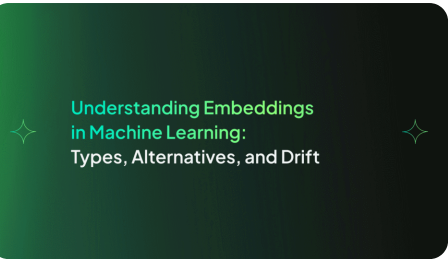 Understanding Embeddings
in Machine Learning:
Types, Alternatives, and Drift